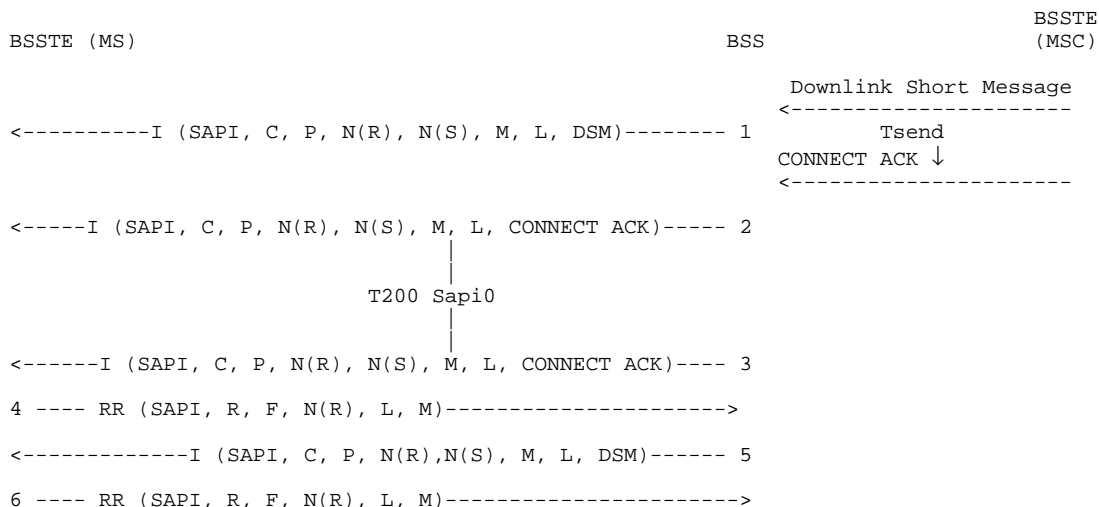 BSSTE
BSSTE (MS) BSS (MSC)
Downlink Short Message
<-----------------------
<----------I (SAPI, C, P, N(R), N(S), M, L, DSM)-------- 1 Tsend
CONNECT ACK ↓
<----------------------
<-----I (SAPI, C, P, N(R), N(S), M, L, CONNECT ACK)----- 2
T200 Sapi0
<------I (SAPI, C, P, N(R), N(S), M, L, CONNECT ACK)---- 3
4 ---- RR (SAPI, R, F, N(R), L, M)---------------------->
<-------------I (SAPI, C, P, N(R),N(S), M, L, DSM)------ 5
6 ---- RR (SAPI, R, F, N(R), L, M)----------------------->